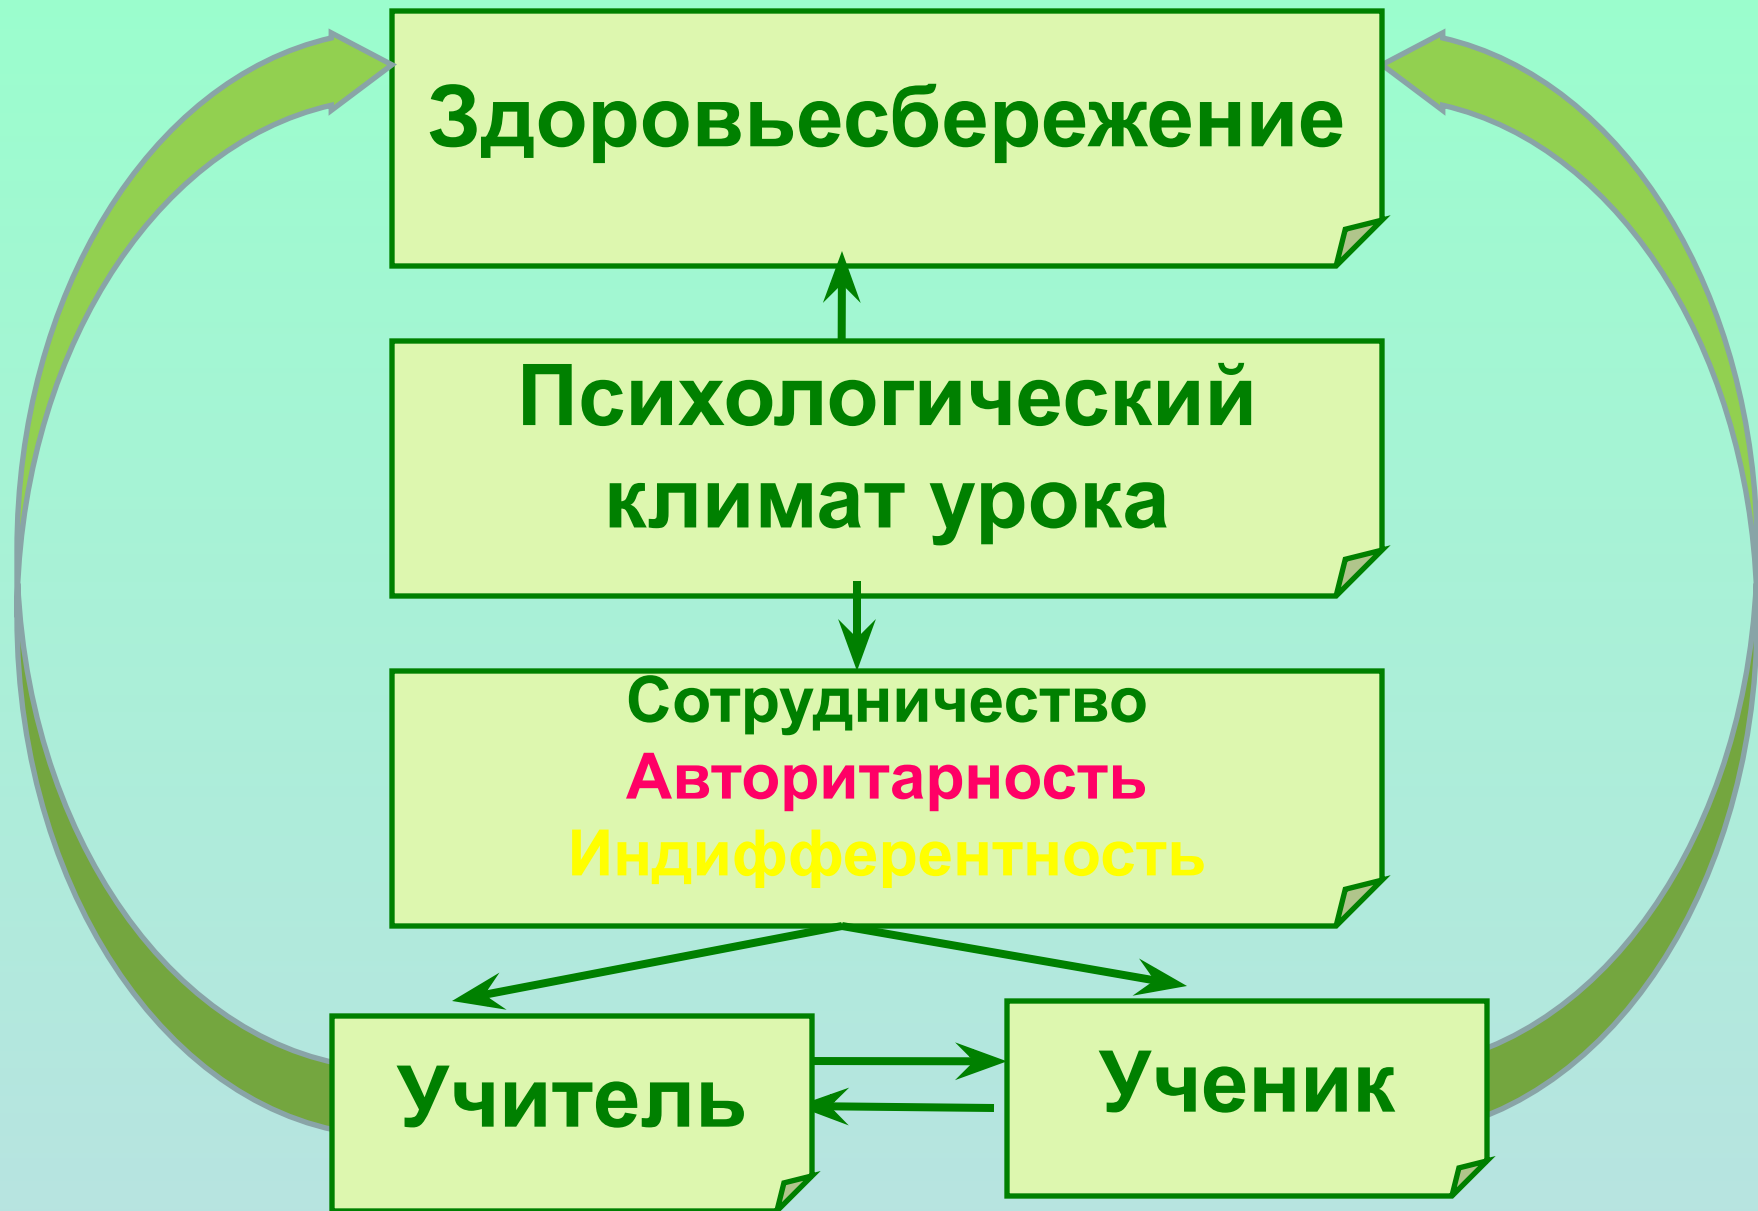 Здоровьесбережение
Психологический
климат урока
Сотрудничество
Авторитарность
Индифферентность
Учитель
Ученик